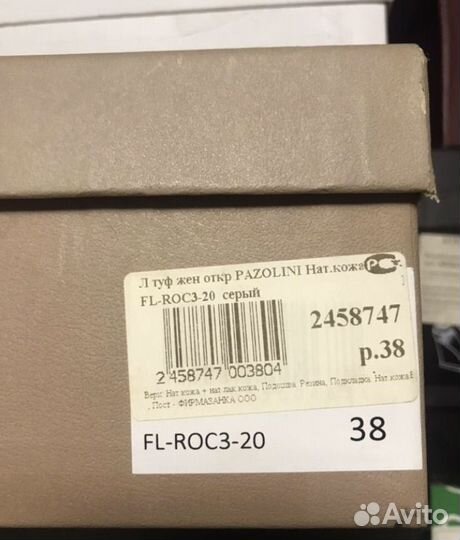 Л туф жен откр PAZOLINI Нат.кожа
FL-ROC3-20 серый
2458747
р.38
2 458747 003804
Верх: Нат.кожа + нат.лак.кожа, Подошва: Резина, Подкладка: Нат.кожа
Пост - ФИРМАЗАНКА ООО
FL-ROC3-20 38
Avito